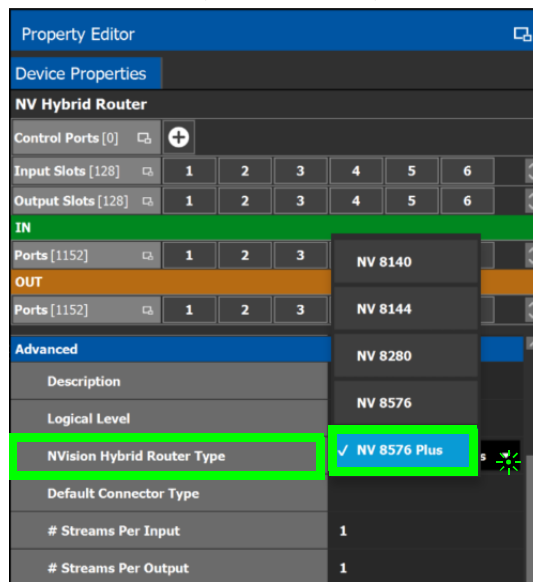 Property Editor
Device Properties
NV Hybrid Router
Control Ports [0]
Input Slots [128] 1 2 3 4 5 6
Output Slots [128] 1 2 3 4 5 6
IN
Ports [1152] 1 2 3
OUT
Ports [1152] 1 2 3
NV 8140
NV 8144
NV 8280
NV 8576
✓ NV 8576 Plus
Advanced
Description
Logical Level
NVision Hybrid Router Type s
Default Connector Type
# Streams Per Input 1
# Streams Per Output 1